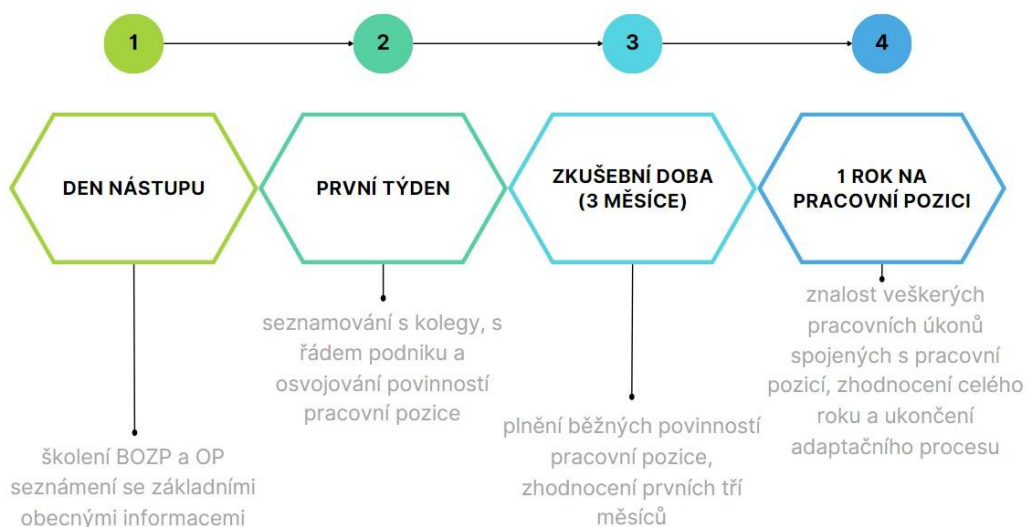 1
2
3
4
DEN NÁSTUPU
PRVNÍ TÝDEN
ZKUŠEBNÍ DOBA
(3 MĚSÍCE)
1 ROK NA
PRACOVNÍ POZICI
školení BOZP a OP
seznámení se základními
obecnými informacemi
seznamování s kolegy, s
řádem podniku a
osvojování povinností
pracovní pozice
plnění běžných povinností
pracovní pozice,
zhodnocení prvních tří
měsíců
znalost veškerých
pracovních úkonů
spojených s pracovní
pozicí, zhodnocení celého
roku a ukončení
adaptačního procesu